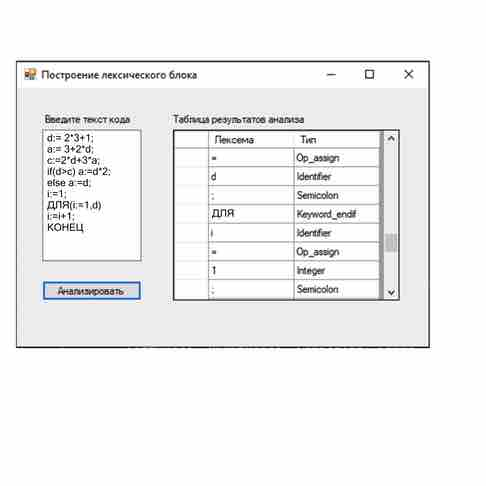 Построение лексического блока
Введите текст кода
d:= 2*3+1;
a:= 3+2*d;
c:=2*d+3*a;
if(d>c) a:=d*2;
else a:=d;
i:=1;
ДЛЯ(i:=1,d)
i:=i+1;
КОНЕЦ
Анализировать
Таблица результатов анализа
Лексема Тип
= Op_assign
d Identifier
; Semicolon
ДЛЯ Keyword_endif
i Identifier
= Op_assign
1 Integer
; Semicolon